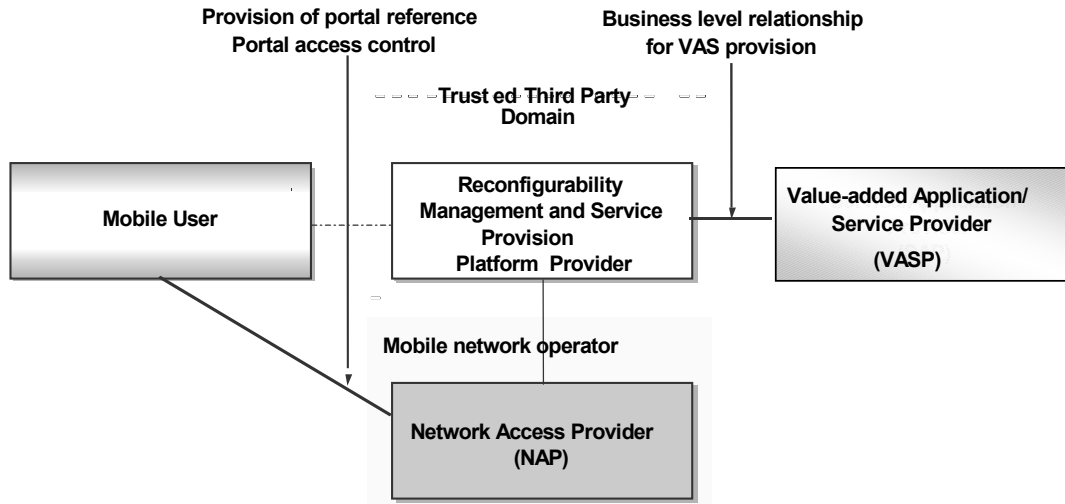 Provision of portal reference
Portal access control
Business level relationship
for VAS provision
Trust ed Third Party
Domain
Mobile User
Reconfigurability
Management and Service
Provision
Platform Provider
Value-added Application/
Service Provider
(VASP)
Mobile network operator
Network Access Provider
(NAP)